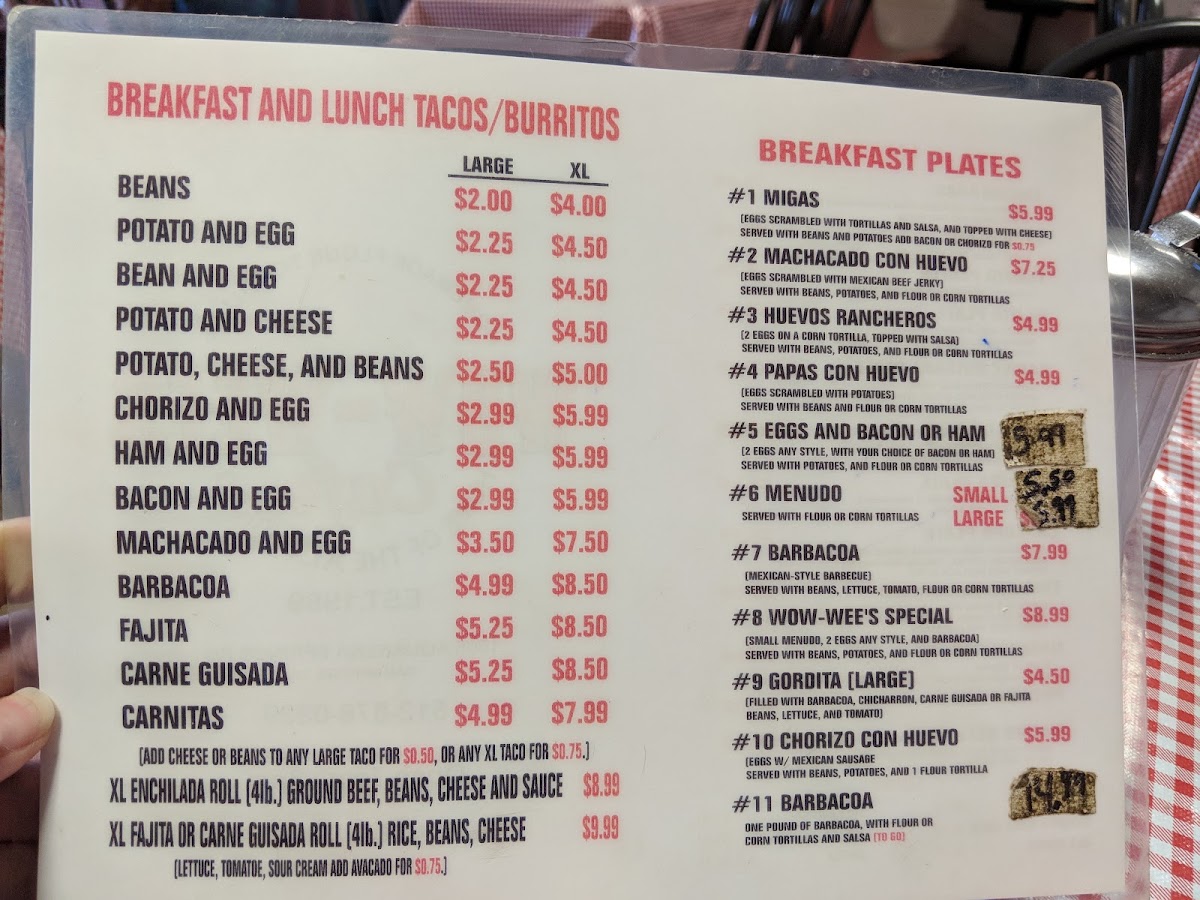 BREAKFAST AND LUNCH TACOS/BURRITOS
LARGE XL
BEANS $2.00 $4.00
POTATO AND EGG $2.25 $4.50
BEAN AND EGG $2.25 $4.50
POTATO AND CHEESE $2.25 $4.50
POTATO, CHEESE, AND BEANS $2.50 $5.00
CHORIZO AND EGG $2.99 $5.99
HAM AND EGG $2.99 $5.99
BACON AND EGG $2.99 $5.99
MACHACADO AND EGG $3.50 $7.50
BARBACOA $4.99 $8.50
FAJITA $5.25 $8.50
CARNE GUISADA $5.25 $8.50
CARNITAS $4.99 $7.99
(ADD CHEESE OR BEANS TO ANY LARGE TACO FOR $0.50, OR ANY XL TACO FOR $0.75.)
XL ENCHILADA ROLL (4lb.) GROUND BEEF, BEANS, CHEESE AND SAUCE $8.99
XL FAJITA OR CARNE GUISADA ROLL (4lb.) RICE, BEANS, CHEESE $9.99
(LETTUCE, TOMATOE, SOUR CREAM ADD AVACADO FOR $0.75.)
BREAKFAST PLATES
#1 MIGAS $5.99
(EGGS SCRAMBLED WITH TORTILLAS AND SALSA, AND TOPPED WITH CHEESE)
SERVED WITH BEANS AND POTATOES ADD BACON OR CHORIZO FOR $0.75
#2 MACHACADO CON HUEVO $7.25
(EGGS SCRAMBLED WITH MEXICAN BEEF JERKY)
SERVED WITH BEANS, POTATOES, AND FLOUR OR CORN TORTILLAS
#3 HUEVOS RANCHEROS $4.99
(2 EGGS ON A CORN TORTILLA, TOPPED WITH SALSA)
SERVED WITH BEANS, POTATOES, AND FLOUR OR CORN TORTILLAS
#4 PAPAS CON HUEVO $4.99
(EGGS SCRAMBLED WITH POTATOES)
SERVED WITH BEANS AND FLOUR OR CORN TORTILLAS
#5 EGGS AND BACON OR HAM 5.99
(2 EGGS ANY STYLE, WITH YOUR CHOICE OF BACON OR HAM)
SERVED WITH POTATOES, AND FLOUR OR CORN TORTILLAS
#6 MENUDO SMALL 5.50
SERVED WITH FLOUR OR CORN TORTILLAS LARGE $
#7 BARBACOA $7.99
(MEXICAN-STYLE BARBECUE)
SERVED WITH BEANS, LETTUCE, TOMATO, FLOUR OR CORN TORTILLAS
#8 WOW-WEE'S SPECIAL $8.99
(SMALL MENUDO, 2 EGGS ANY STYLE, AND BARBACOA)
SERVED WITH BEANS, POTATOES, AND FLOUR OR CORN TORTILLAS
#9 GORDITA (LARGE) $4.50
(FILLED WITH BARBACOA, CHICHARRON, CARNE GUISADA OR FAJITA
BEANS, LETTUCE, AND TOMATO)
#10 CHORIZO CON HUEVO $5.99
(EGGS W/ MEXICAN SAUSAGE
SERVED WITH BEANS, POTATOES, AND 1 FLOUR TORTILLA
#11 BARBACOA 14.99
ONE POUND OF BARBACOA, WITH FLOUR OR
CORN TORTILLAS AND SALSA (TO GO)